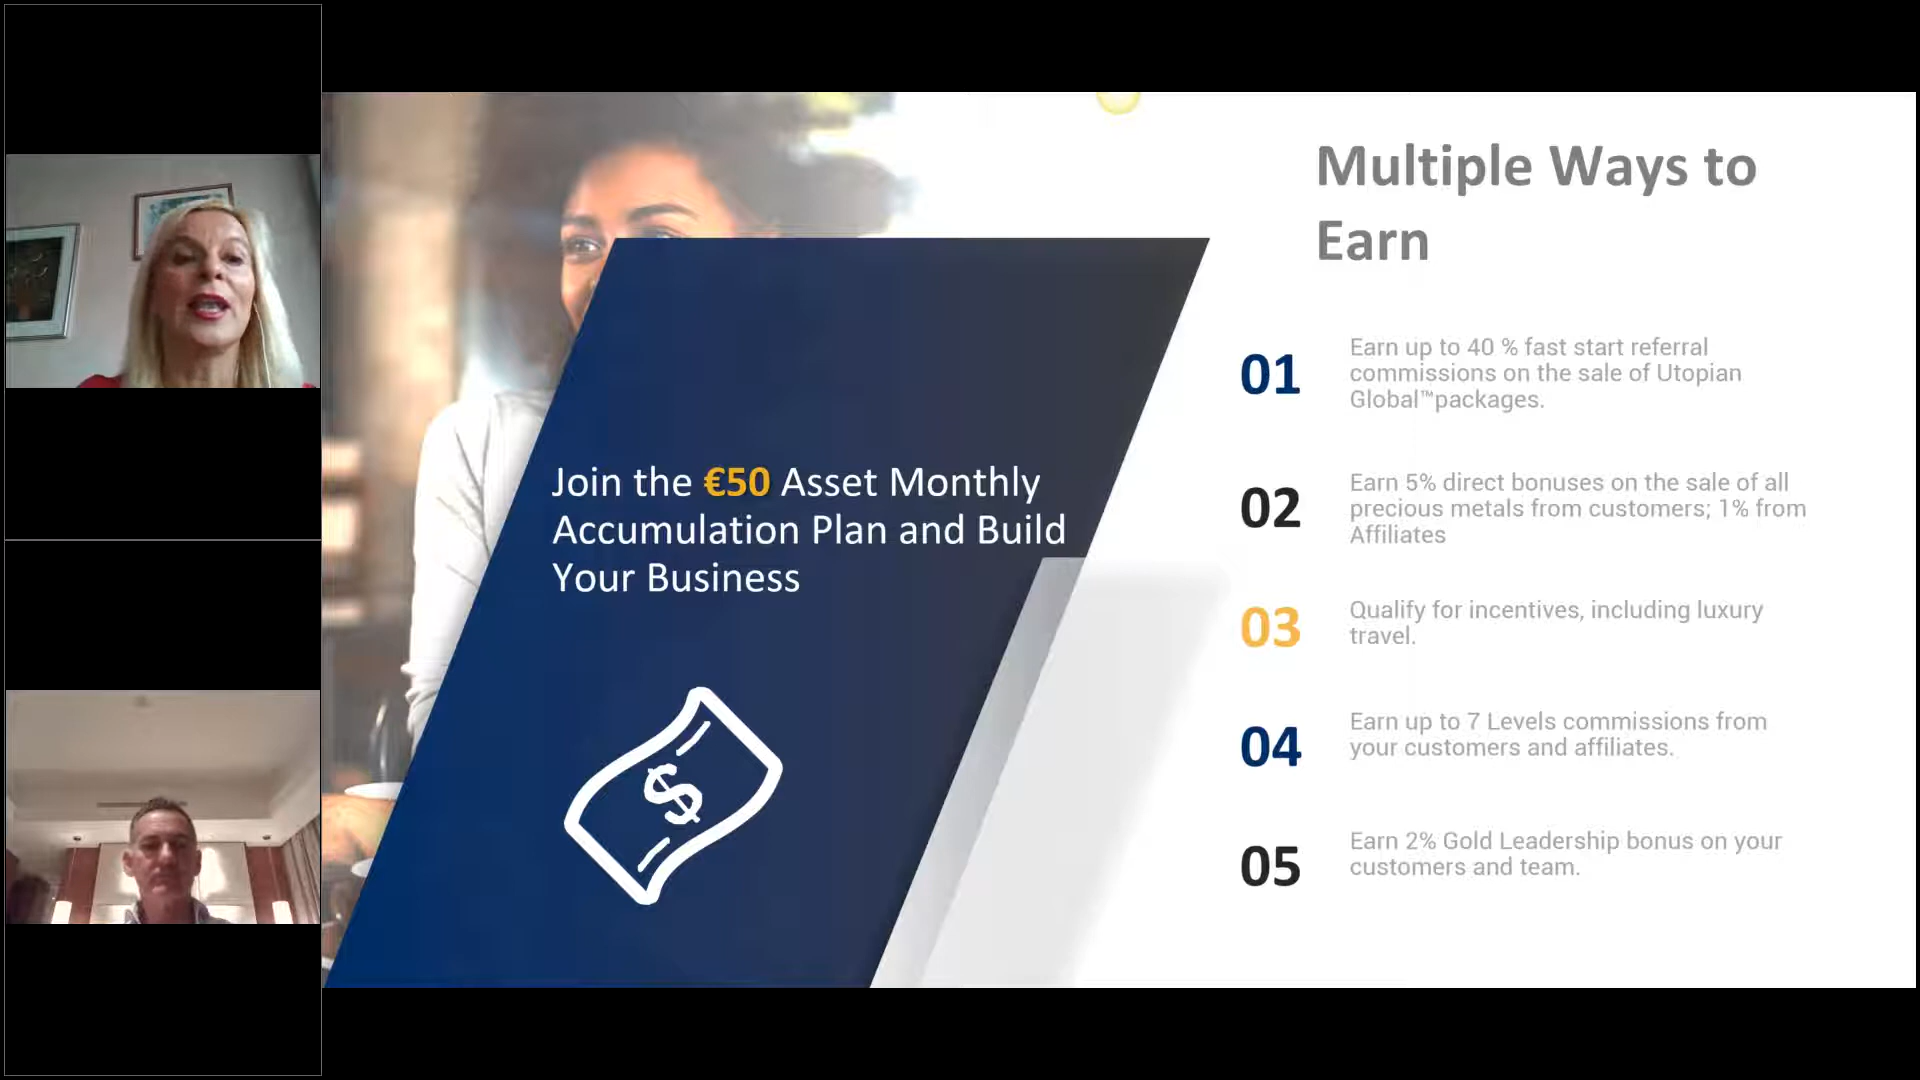 Multiple Ways to
Earn
Join the €50 Asset Monthly
Accumulation Plan and Build
Your Business
$
01
Earn up to 40 % fast start referral
commissions on the sale of Utopian
Global™packages.
02
Earn 5% direct bonuses on the sale of all
precious metals from customers; 1% from
Affiliates
03
Qualify for incentives, including luxury
travel.
04
Earn up to 7 Levels commissions from
your customers and affiliates.
05
Earn 2% Gold Leadership bonus on your
customers and team.